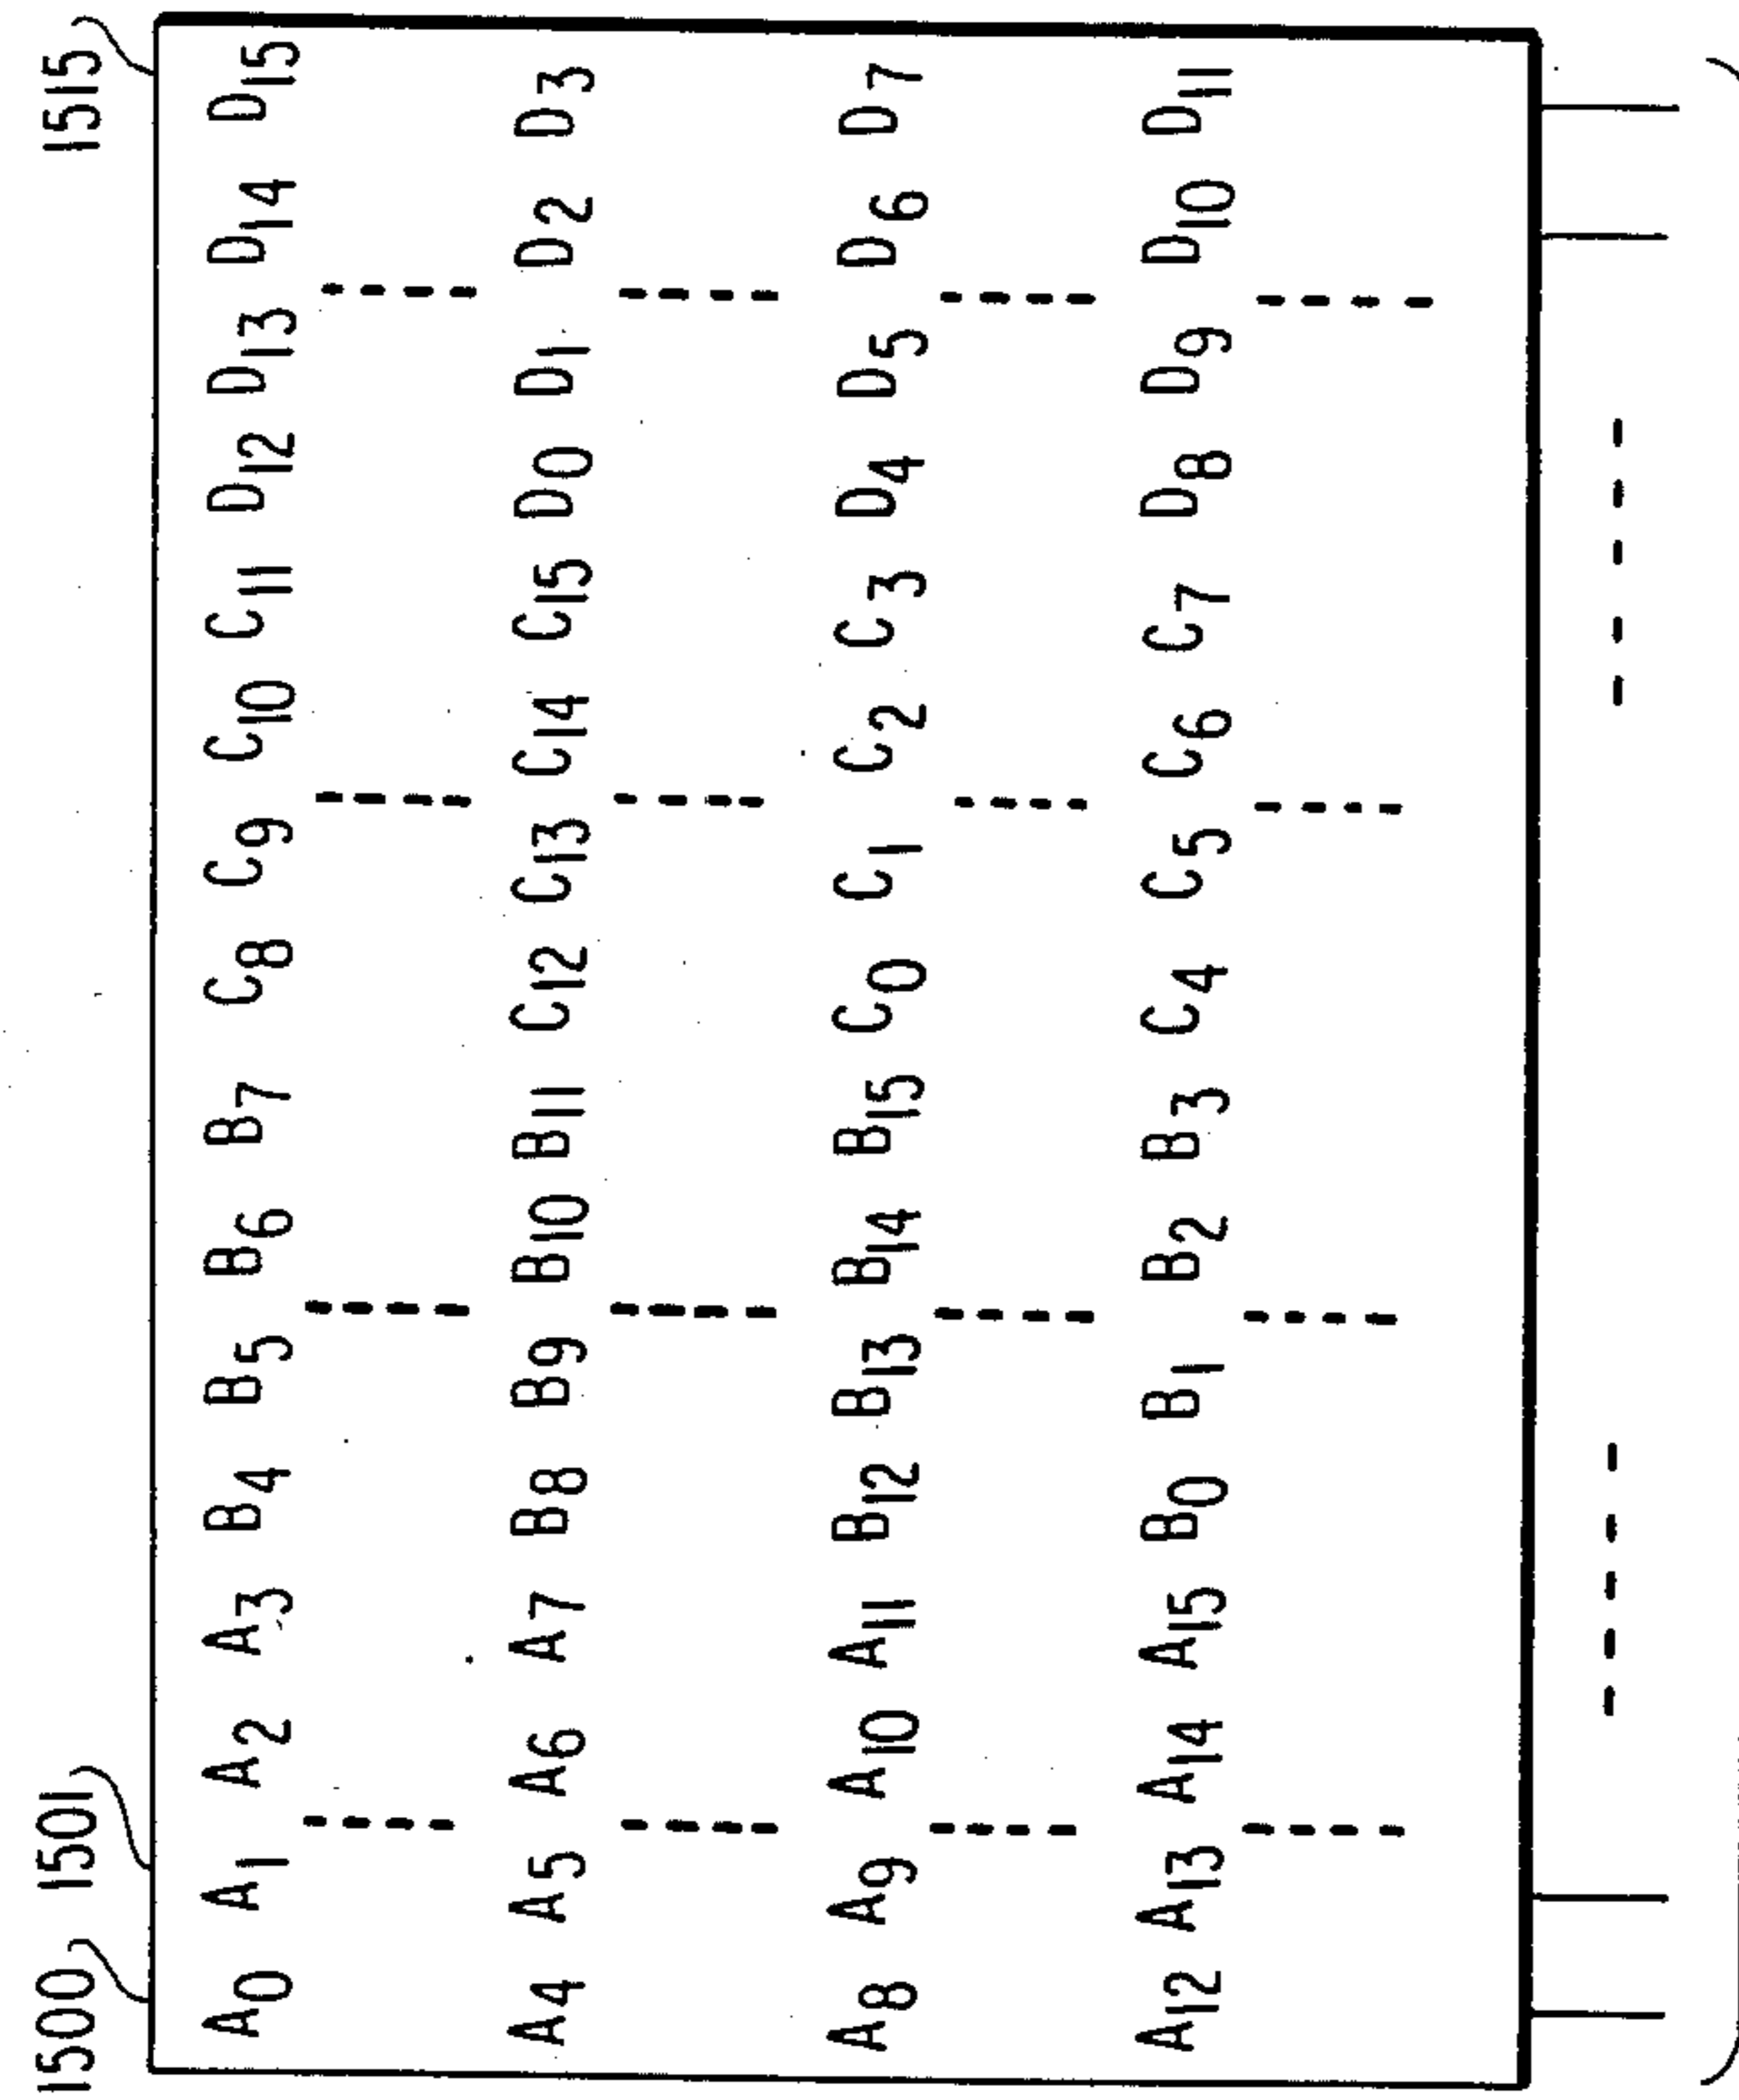 1500 1501 1515
A0 A1 A2 A3 B4 B5 B6 B7 C8 C9 C10 C11 D12 D13 D14 D15
A4 A5 A6 A7 B8 B9 B10 B11 C12 C13 C14 C15 D0 D1 D2 D3
A8 A9 A10 A11 B12 B13 B14 B15 C0 C1 C2 C3 D4 D5 D6 D7
A12 A13 A14 A15 B0 B1 B2 B3 C4 C5 C6 C7 D8 D9 D10 D11